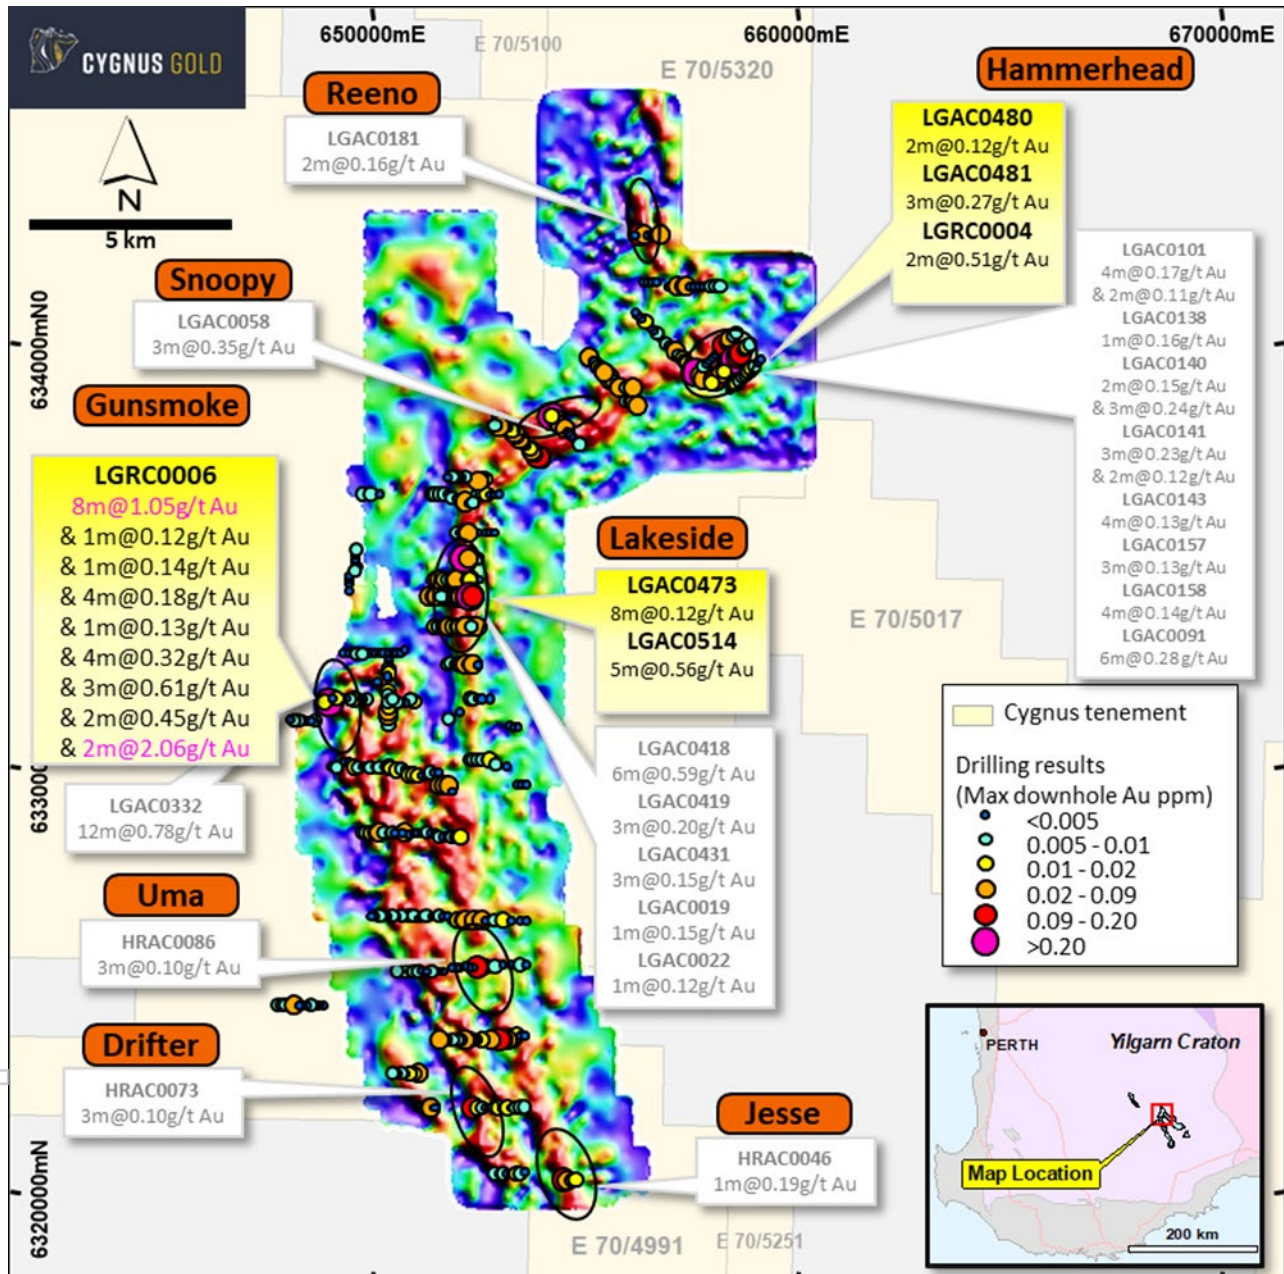 CYGNUS GOLD
650000mE
660000mE
670000mE
E 70/5100
E 70/5320
Hammerhead
Reeno
LGAC0181
2m@0.16g/t Au
LGAC0480
2m@0.12g/t Au
LGAC0481
3m@0.27g/t Au
LGRC0004
2m@0.51g/t Au
N
5 km
LGAC0101
4m@0.17g/t Au
& 2m@0.11g/t Au
LGAC0138
1m@0.16g/t Au
LGAC0140
2m@0.15g/t Au
& 3m@0.24g/t Au
LGAC0141
3m@0.23g/t Au
& 2m@0.12g/t Au
LGAC0143
4m@0.13g/t Au
LGAC0157
3m@0.13g/t Au
LGAC0158
4m@0.14g/t Au
LGAC0091
6m@0.28g/t Au
Snoopy
LGAC0058
3m@0.35g/t Au
634000mN0
Gunsmoke
LGRC0006
8m@1.05g/t Au
& 1m@0.12g/t Au
& 1m@0.14g/t Au
& 4m@0.18g/t Au
& 1m@0.13g/t Au
& 4m@0.32g/t Au
& 3m@0.61g/t Au
& 2m@0.45g/t Au
& 2m@2.06g/t Au
Lakeside
LGAC0473
8m@0.12g/t Au
LGAC0514
5m@0.56g/t Au
E 70/5017
LGAC0418
6m@0.59g/t Au
LGAC0419
3m@0.20g/t Au
LGAC0431
3m@0.15g/t Au
LGAC0019
1m@0.15g/t Au
LGAC0022
1m@0.12g/t Au
Cygnus tenement
Drilling results
(Max downhole Au ppm)
<0.005
0.005 - 0.01
0.01 - 0.02
0.02 - 0.09
0.09 - 0.20
>0.20
633000
LGAC0332
12m@0.78g/t Au
Uma
HRAC0086
3m@0.10g/t Au
Drifter
HRAC0073
3m@0.10g/t Au
Jesse
HRAC0046
1m@0.19g/t Au
632000mN
E 70/4991
E 70/5251
PERTH
Yilgarn Craton
Map Location
200 km